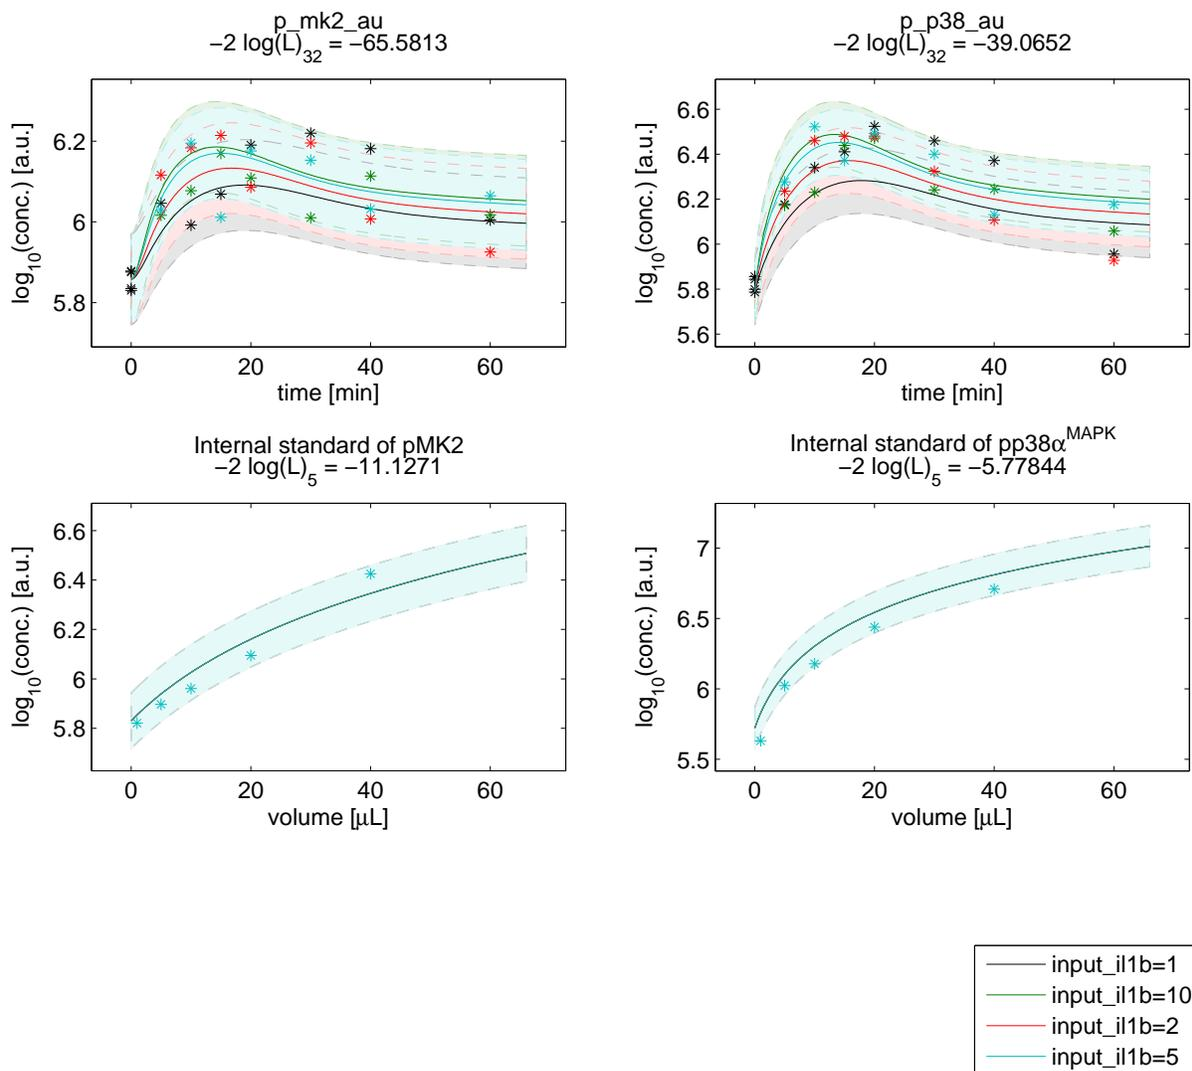 p_mk2_au
−2 log(L)32 = −65.5813
log10(conc.) [a.u.]
6.2
6
5.8
0 20 40 60
time [min]
p_p38_au
−2 log(L)32 = −39.0652
log10(conc.) [a.u.]
6.6
6.4
6.2
6
5.8
5.6
0 20 40 60
time [min]
Internal standard of pMK2
−2 log(L)5 = −11.1271
log10(conc.) [a.u.]
6.6
6.4
6.2
6
5.8
0 20 40 60
volume [μL]
Internal standard of pp38αMAPK
−2 log(L)5 = −5.77844
log10(conc.) [a.u.]
7
6.5
6
5.5
0 20 40 60
volume [μL]
input_il1b=1
input_il1b=10
input_il1b=2
input_il1b=5